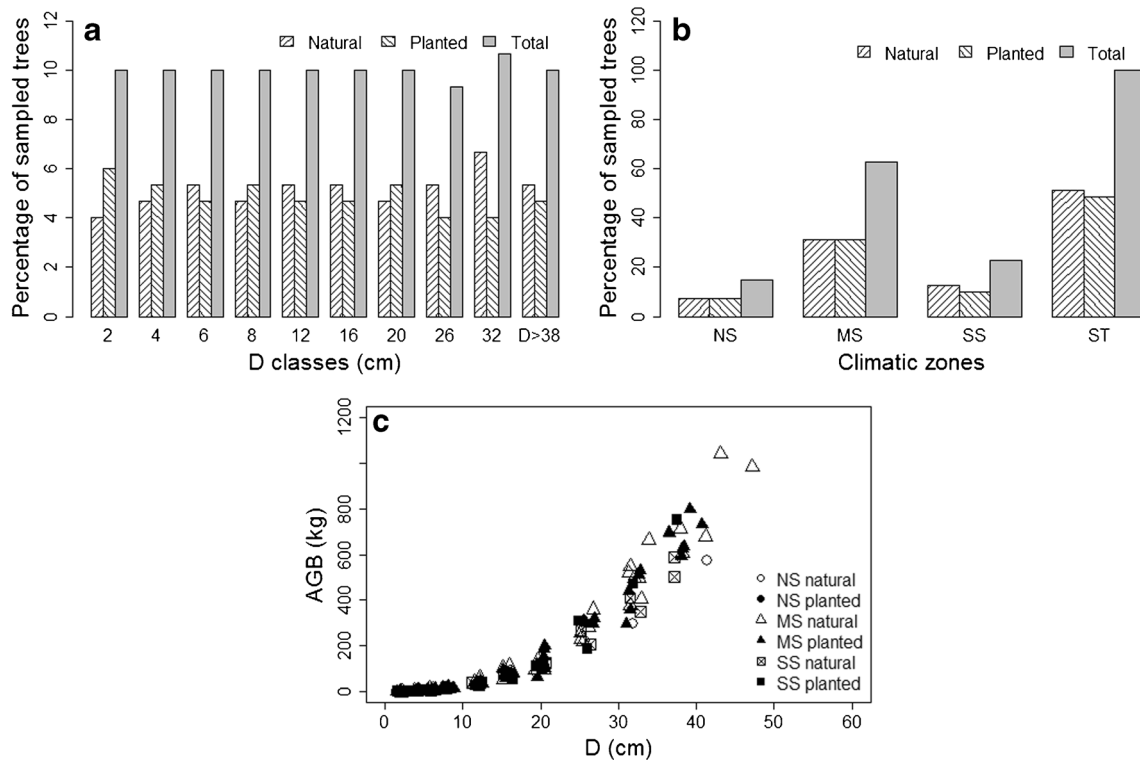 a
Percentage of sampled trees
12
10
8
6
4
2
0
Natural Planted Total
2 4 6 8 12 16 20 26 32 D>38
D classes (cm)
b
Percentage of sampled trees
120
100
80
60
40
20
0
Natural Planted Total
NS MS SS ST
Climatic zones
c
AGB (kg)
1200
800
600
400
200
0
NS natural
NS planted
MS natural
MS planted
SS natural
SS planted
0 10 20 30 40 50 60
D (cm)